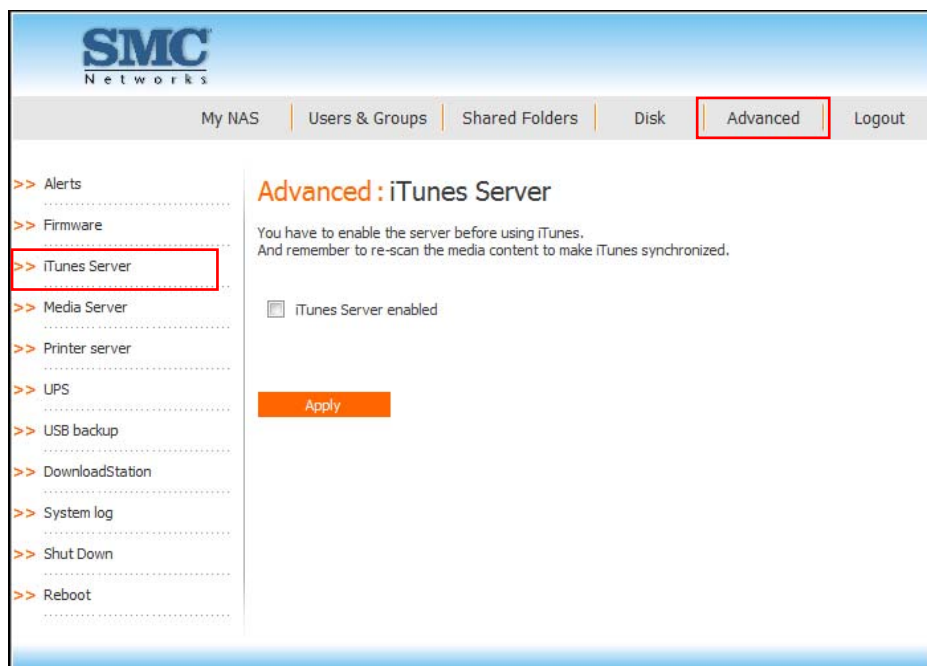 SMC
Networks
My NAS
Users & Groups
Shared Folders
Disk
Advanced
Logout
>> Alerts
>> Firmware
>> iTunes Server
>> Media Server
>> Printer server
>> UPS
>> USB backup
>> DownloadStation
>> System log
>> Shut Down
>> Reboot
Advanced : iTunes Server
You have to enable the server before using iTunes.
And remember to re-scan the media content to make iTunes synchronized.
iTunes Server enabled
Apply